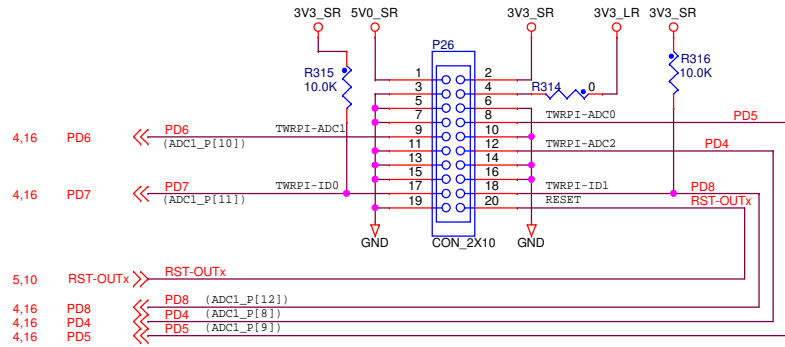 3V3_SR 5V0_SR 3V3_SR 3V3_LR 3V3_SR
P26
R315
10.0K
R316
10.0K
1 2
3 4 R314 0
5 6
7 8 TWRPI-ADC0 PD5
4,16 PD6 PD6 TWRPI-ADC1 9 10
(ADC1_P[10])
11 12 TWRPI-ADC2 PD4
13 14
15 16
4,16 PD7 PD7 TWRPI-ID0 17 18 TWRPI-ID1 PD8
(ADC1_P[11])
19 20 RESET RST-OUTx
GND CON_2X10 GND
5,10 RST-OUTx RST-OUTx
4,16 PD8 PD8 (ADC1_P[12])
4,16 PD4 PD4 (ADC1_P[8])
4,16 PD5 PD5 (ADC1_P[9])